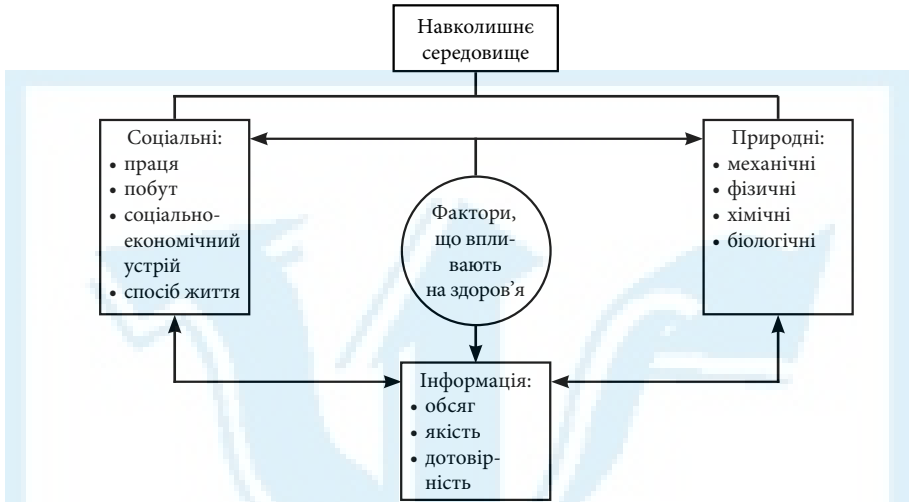 Навколишнє
середовище
Соціальні:
• праця
• побут
• соціально-
економічний
устрій
• спосіб життя
Фактори,
що впли-
вають
на здоров’я
Природні:
• механічні
• фізичні
• хімічні
• біологічні
Інформація:
• обсяг
• якість
• дотовір-
ність